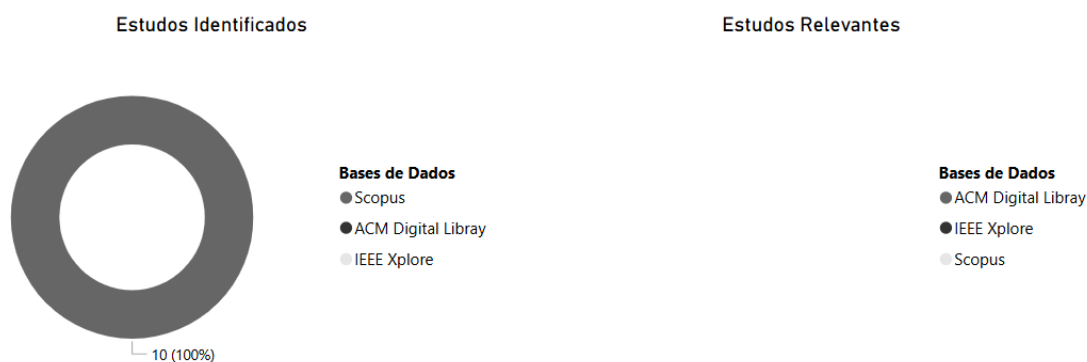 Estudos Identificados
Estudos Relevantes
Bases de Dados
Scopus
ACM Digital Libray
IEEE Xplore
10 (100%)
Bases de Dados
ACM Digital Libray
IEEE Xplore
Scopus